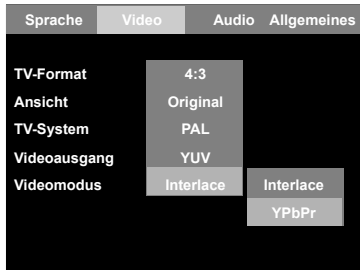 Sprache Video Audio Allgemeines
TV-Format 4:3
Ansicht Original
TV-System PAL
Videoausgang YUV
Videomodus Interlace Interlace
YPbPr